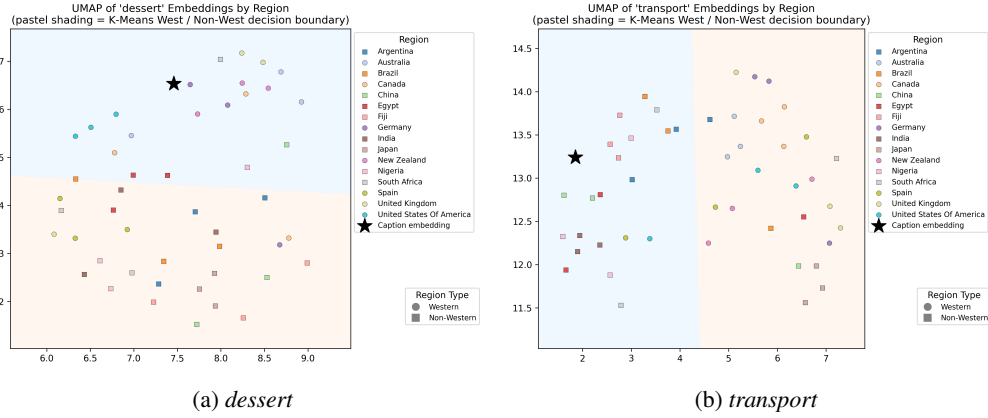 UMAP of 'dessert' Embeddings by Region
(pastel shading = K-Means West / Non-West decision boundary)
7
6
5
4
3
2
6.0 6.5 7.0 7.5 8.0 8.5 9.0
Region
Argentina
Australia
Brazil
Canada
China
Egypt
Fiji
Germany
India
Japan
New Zealand
Nigeria
South Africa
Spain
United Kingdom
United States Of America
Caption embedding
Region Type
Western
Non-Western
(a) dessert
UMAP of 'transport' Embeddings by Region
(pastel shading = K-Means West / Non-West decision boundary)
14.5
14.0
13.5
13.0
12.5
12.0
11.5
2 3 4 5 6 7
Region
Argentina
Australia
Brazil
Canada
China
Egypt
Fiji
Germany
India
Japan
New Zealand
Nigeria
South Africa
Spain
United Kingdom
United States Of America
Caption embedding
Region Type
Western
Non-Western
(b) transport